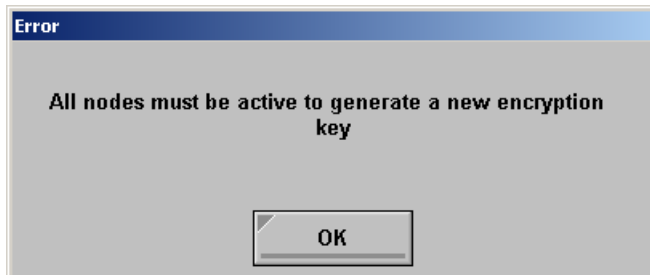 Error
All nodes must be active to generate a new encryption
key
OK